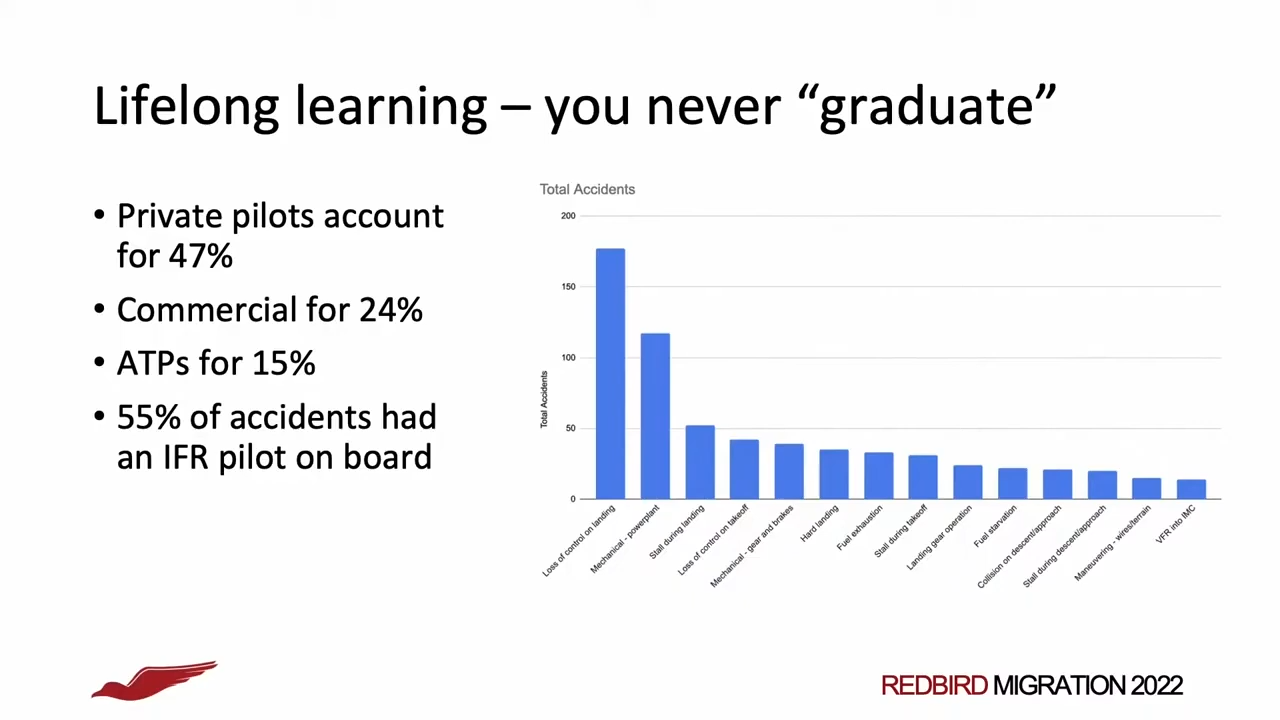 Lifelong learning – you never “graduate”
• Private pilots account
for 47%
• Commercial for 24%
• ATPs for 15%
• 55% of accidents had
an IFR pilot on board
Total Accidents
Total Accidents
200
150
100
50
0
Loss of control on landing
Mechanical - powerplant
Stall during landing
Loss of control on takeoff
Mechanical - gear and brakes
Hard landing
Fuel exhaustion
Stall during takeoff
Landing gear operation
Fuel starvation
Collision on descent/approach
Stall during descent/approach
Maneuvering - wires/terrain
VFR into IMC
REDBIRD MIGRATION 2022